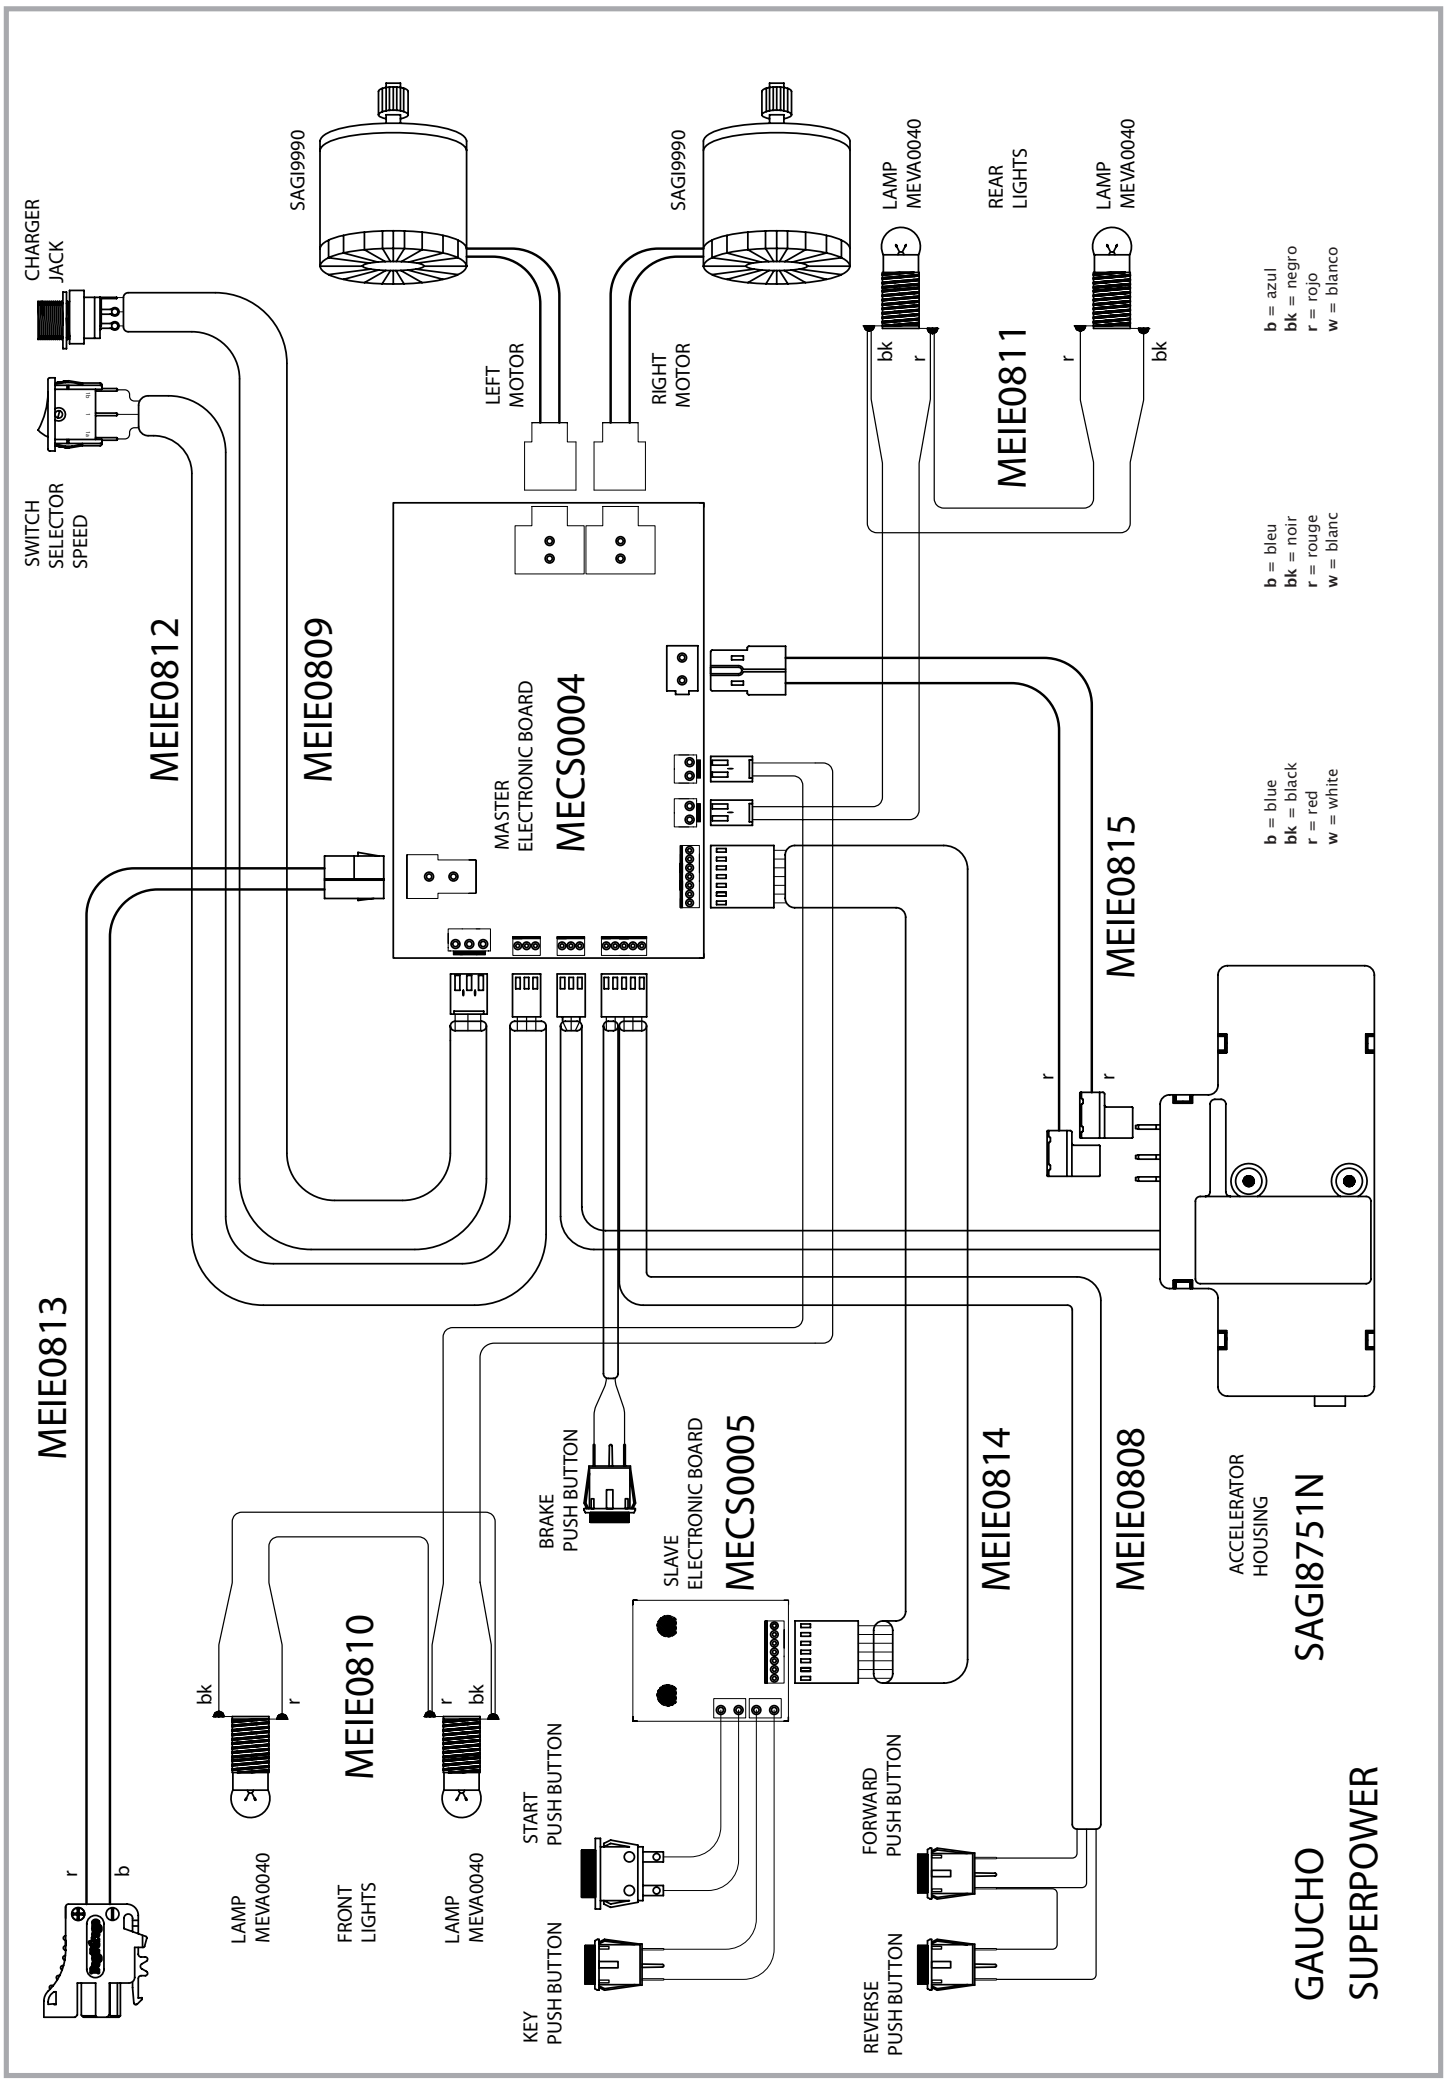 CHARGER
JACK
SWITCH
SELECTOR
SPEED
MEIE0812
MEIE0809
MEIE0813
r
b
SAGI9990
LEFT
MOTOR
SAGI9990
RIGHT
MOTOR
MASTER
ELECTRONIC BOARD
MECS0004
LAMP
MEVA0040
REAR
LIGHTS
LAMP
MEVA0040
bk
r
MEIE0811
r
bk
MEIE0815
r
r
LAMP
MEVA0040
FRONT
LIGHTS
LAMP
MEVA0040
bk
r
MEIE0810
r
bk
BRAKE
PUSH BUTTON
SLAVE
ELECTRONIC BOARD
MECS0005
START
PUSH BUTTON
KEY
PUSH BUTTON
FORWARD
PUSH BUTTON
REVERSE
PUSH BUTTON
MEIE0814
MEIE0808
ACCELERATOR
HOUSING
SAGI8751N
b = blue
bk = black
r = red
w = white
b = bleu
bk = noir
r = rouge
w = blanc
b = azul
bk = negro
r = rojo
w = blanco
GAUCHO
SUPERPOWER